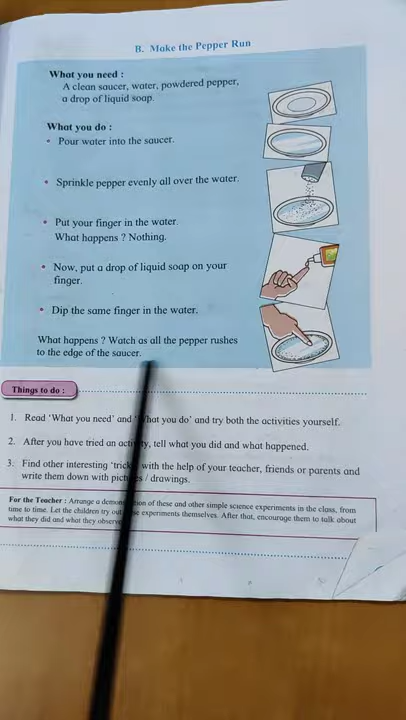 B. Make the Pepper Run
What you need :
A clean saucer, water, powdered pepper,
a drop of liquid soap.
What you do :
• Pour water into the saucer.
• Sprinkle pepper evenly all over the water.
• Put your finger in the water.
What happens ? Nothing.
• Now, put a drop of liquid soap on your
finger.
• Dip the same finger in the water.
What happens ? Watch as all the pepper rushes
to the edge of the saucer.
Things to do :
1. Read ‘What you need’ and ‘What you do’ and try both the activities yourself.
2. After you have tried an activity, tell what you did and what happened.
3. Find other interesting ‘tricks’ with the help of your teacher, friends or parents and
write them down with pictures / drawings.
For the Teacher : Arrange a demonstration of these and other simple science experiments in the class, from
time to time. Let the children try out these experiments themselves. After that, encourage them to talk about
what they did and what they observed.